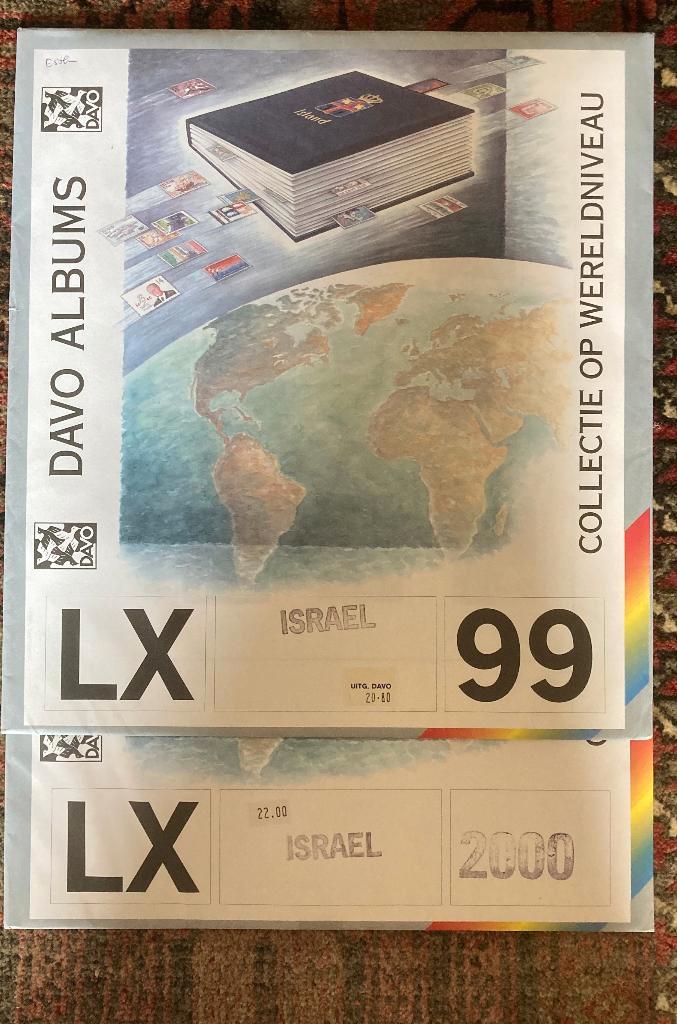 DAVO
DAVO ALBUMS
DAVO
Island
COLLECTIE OP WERELDNIVEAU
LX
ISRAEL
UITG. DAVO
20.80
99
LX
22.00
ISRAEL
2000